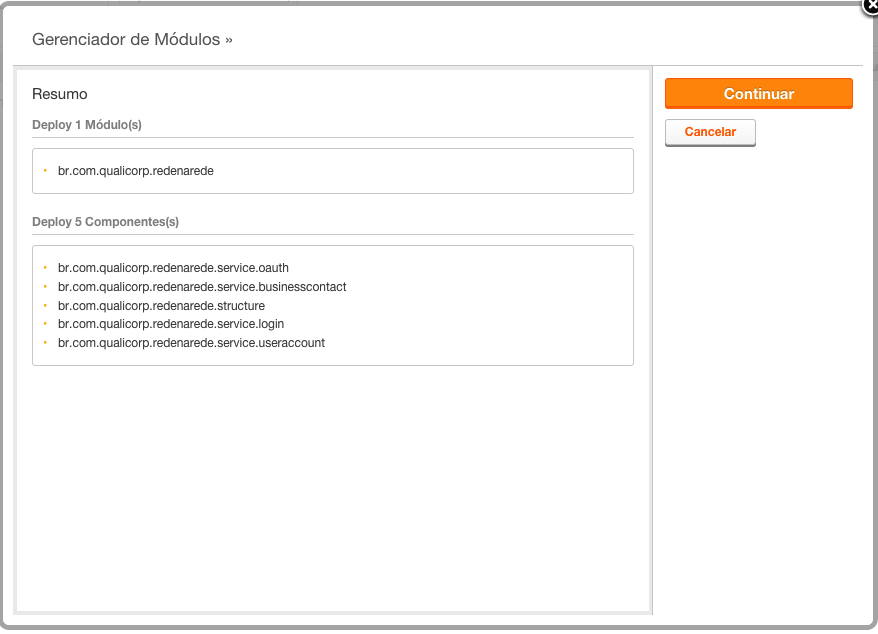 Gerenciador de Módulos »
Resumo
Deploy 1 Módulo(s)
br.com.qualicorp.redenarede
Deploy 5 Componentes(s)
br.com.qualicorp.redenarede.service.oauth
br.com.qualicorp.redenarede.service.businesscontact
br.com.qualicorp.redenarede.structure
br.com.qualicorp.redenarede.service.login
br.com.qualicorp.redenarede.service.useraccount
Continuar
Cancelar